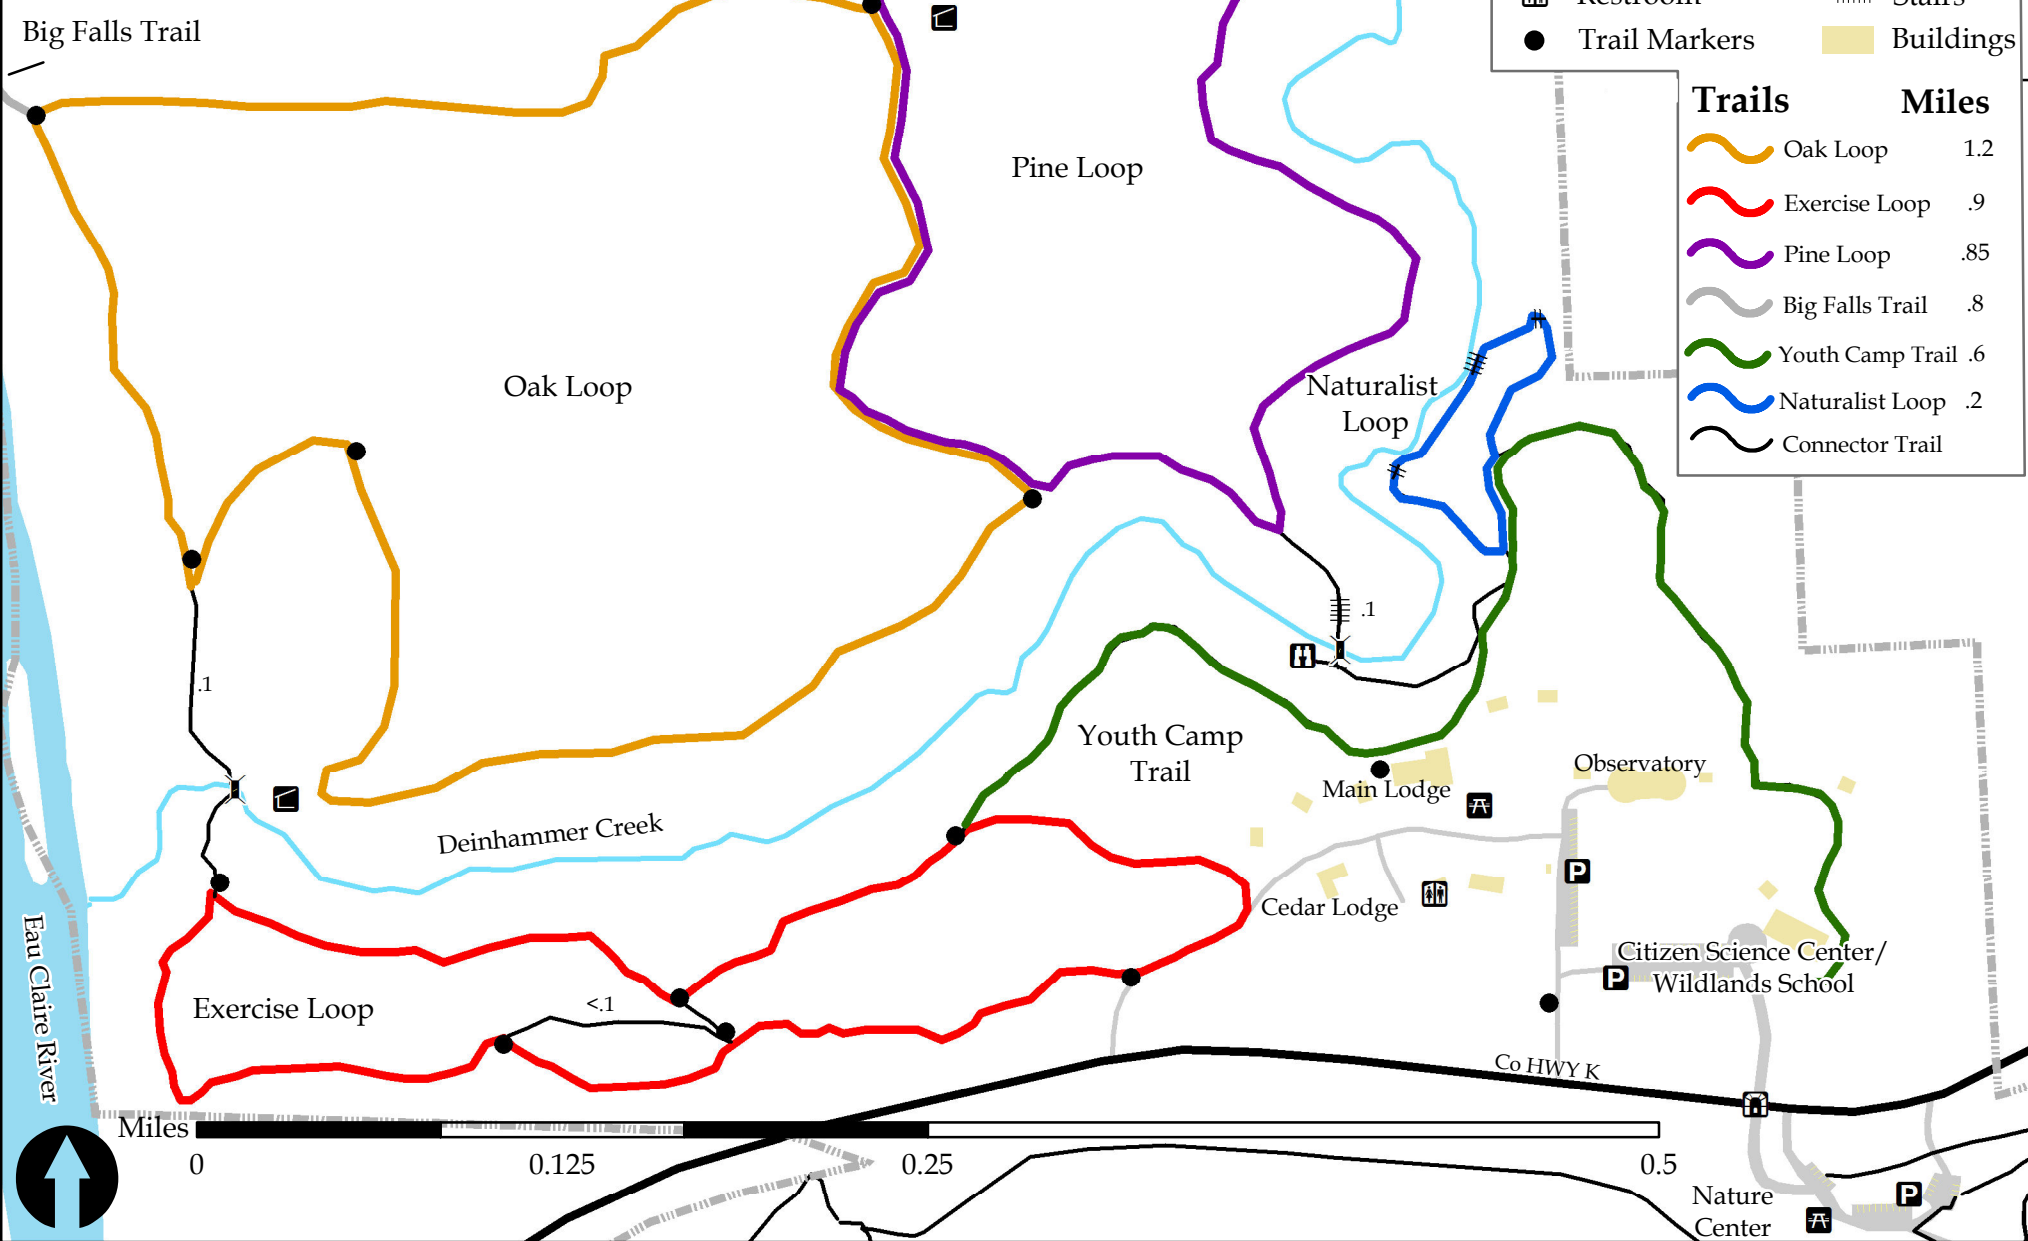 Big Falls Trail
Restroom
Stairs
Trail Markers
Buildings
Trails Miles
Oak Loop 1.2
Exercise Loop .9
Pine Loop .85
Big Falls Trail .8
Youth Camp Trail .6
Naturalist Loop .2
Connector Trail
Pine Loop
Oak Loop
Naturalist
Loop
.1
.1
Youth Camp
Trail
Observatory
Main Lodge
Deinhammer Creek
P
Cedar Lodge
Eau Claire River
Citizen Science Center/
P
Wildlands School
Exercise Loop
<.1
Co HWY K
Miles
0 0.125 0.25 0.5
Nature
Center
P